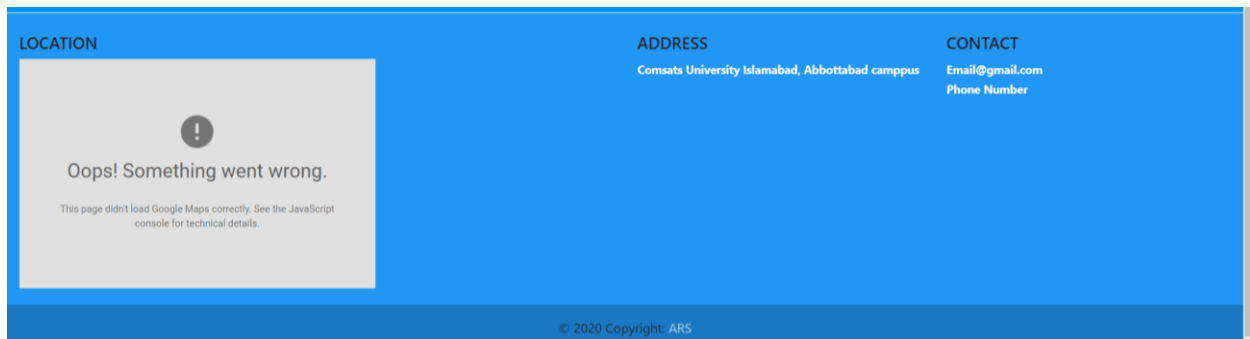 LOCATION
Oops! Something went wrong.
This page didn't load Google Maps correctly. See the JavaScript
console for technical details.
ADDRESS
Comsats University Islamabad, Abbottabad camppus
CONTACT
Email@gmail.com
Phone Number
© 2020 Copyright: ARS